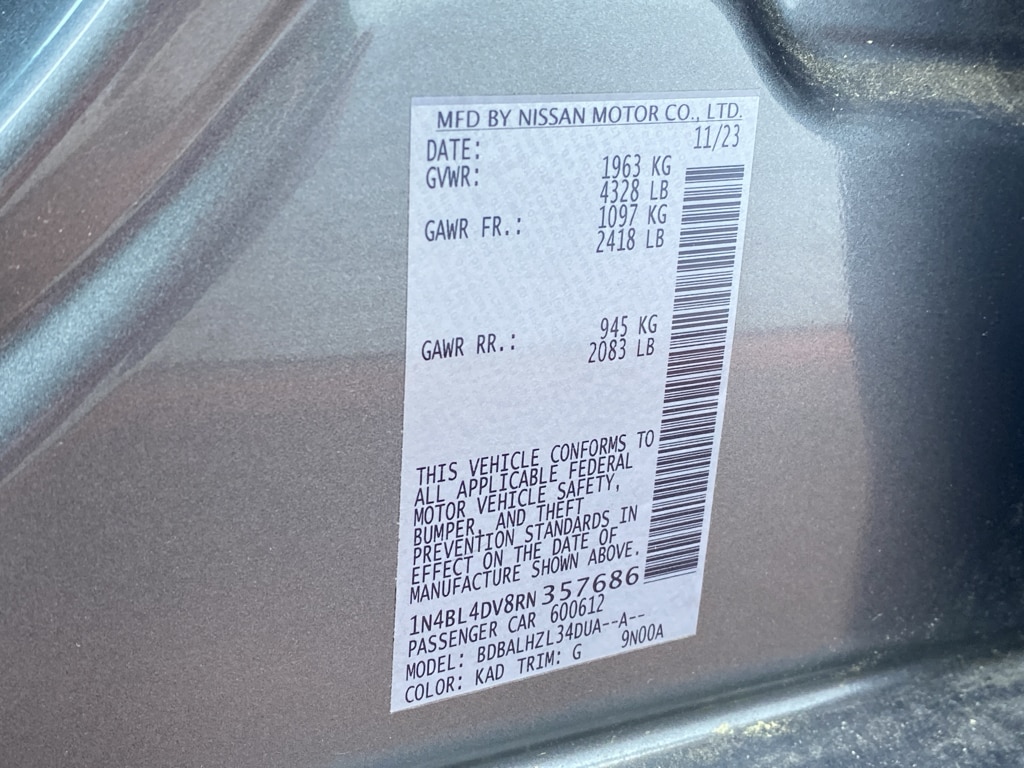 MFD BY NISSAN MOTOR CO., LTD.
DATE: 11/23
GVWR: 1963 KG
4328 LB
GAWR FR.: 1097 KG
2418 LB
GAWR RR.: 945 KG
2083 LB
THIS VEHICLE CONFORMS TO
ALL APPLICABLE FEDERAL
MOTOR VEHICLE SAFETY,
BUMPER, AND THEFT
PREVENTION STANDARDS IN
EFFECT ON THE DATE OF
MANUFACTURE SHOWN ABOVE.
1N4BL4DV8RN357686
PASSENGER CAR 600612
MODEL: BDBALHZL34DUA--A--
COLOR: KAD TRIM: G 9N00A